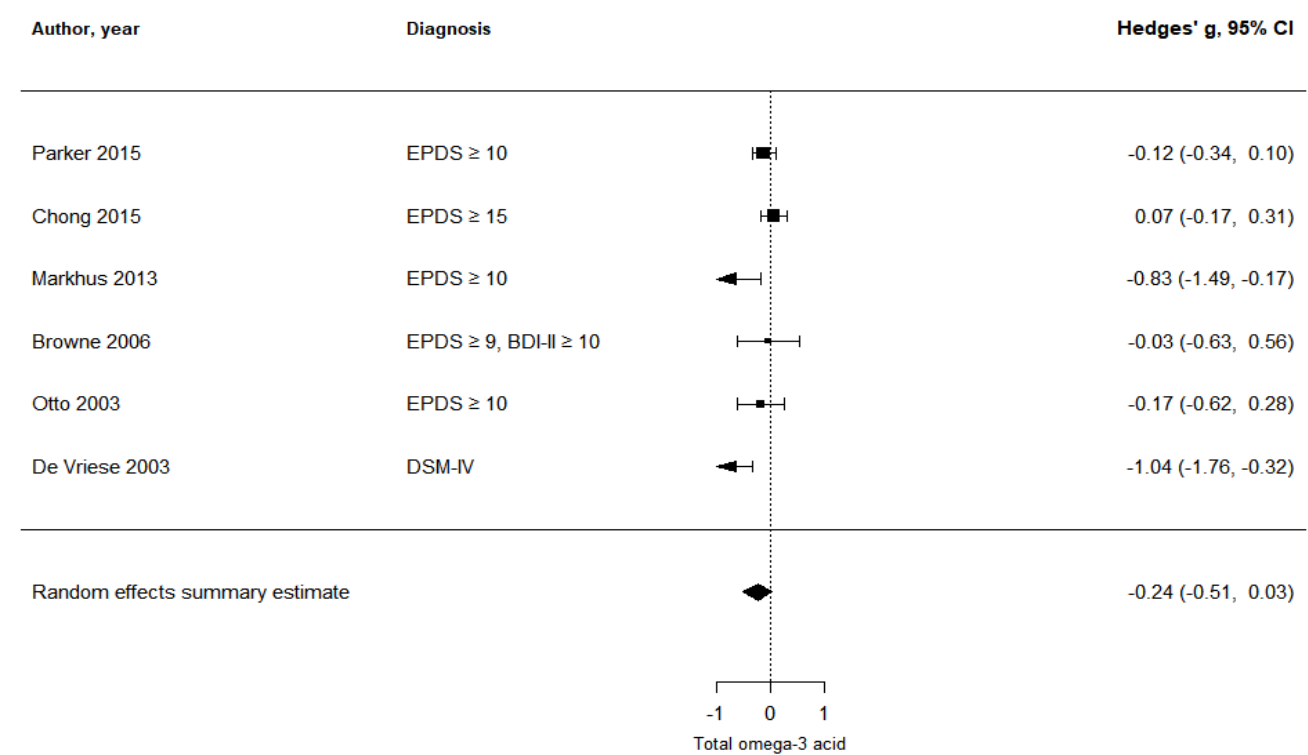 Author, year Diagnosis Hedges' g, 95% CI
Parker 2015 EPDS ≥ 10 -0.12 (-0.34, 0.10)
Chong 2015 EPDS ≥ 15 0.07 (-0.17, 0.31)
Markhus 2013 EPDS ≥ 10 -0.83 (-1.49, -0.17)
Browne 2006 EPDS ≥ 9, BDI-II ≥ 10 -0.03 (-0.63, 0.56)
Otto 2003 EPDS ≥ 10 -0.17 (-0.62, 0.28)
De Vriese 2003 DSM-IV -1.04 (-1.76, -0.32)
Random effects summary estimate -0.24 (-0.51, 0.03)
-1 0 1
Total omega-3 acid